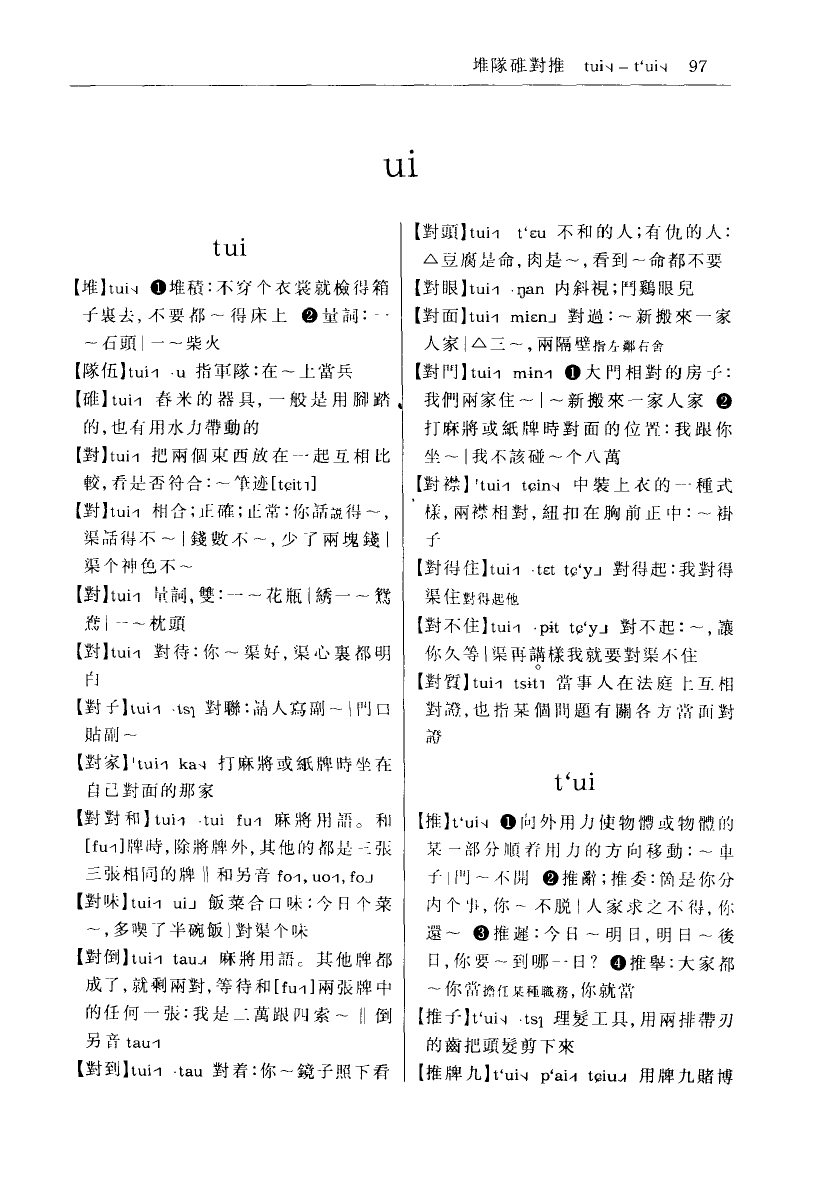 堆隊碓對推　tui˧˩ – tʻui˧˩　97
ui
tui
【堆】tui˧˩ ❶堆積：不穿个衣裳就檢得箱
子裏去，不要都～得床上 ❷量詞：一
～石頭|一～柴火
【隊伍】tui˧˥ ·u 指軍隊：在～上當兵
【碓】tui˧˥ 舂米的器具，一般是用腳踏
的，也有用水力帶動的
【對】tui˧˥ 把兩個東西放在一起互相比
較，看是否符合：～筆迹[tɕit˥]
【對】tui˧˥ 相合；正確；正常：你話説得～，
渠話得不～|錢數不～，少了兩塊錢|
渠个神色不～
【對】tui˧˥ 量詞，雙：一～花瓶|綉一～鴛
鴦|一～枕頭
【對】tui˧˥ 對待：你～渠好，渠心裏都明
白
【對子】tui˧˥ ·tsɿ 對聯：請人寫副～|門口
貼副～
【對家】tui˧˥ ka˧˩ 打麻將或紙牌時坐在
自己對面的那家
【對對和】tui˧˥ ·tui fu˧˥ 麻將用語。和
[fu˧˥]牌時，除將牌外，其他的都是三張
三張相同的牌‖和另音 fo˧˥, uo˧˥, fo˩
【對味】tui˧˥ ui˩ 飯菜合口味：今日个菜
～，多喫了半碗飯|對渠个味
【對倒】tui˧˥ tau˨˩˧ 麻將用語。其他牌都
成了，就剩兩對，等待和[fu˧˥]兩張牌中
的任何一張：我是二萬跟四索～‖倒
另音 tau˧˥
【對到】tui˧˥ ·tau 對着：你～鏡子照下看
【對頭】tui˧˥ tʻɛu 不和的人；有仇的人：
△豆腐是命，肉是～，看到～命都不要
【對眼】tui˧˥ ·ŋan 内斜視；鬥鷄眼兒
【對面】tui˧˥ miɛn˩ 對過：～新搬來一家
人家|△三～，兩隔壁指左鄰右舍
【對門】tui˧˥ mɨn˧˥ ❶大門相對的房子：
我們兩家住～|～新搬來一家人家 ❷
打麻將或紙牌時對面的位置：我跟你
坐～|我不該碰～个八萬
【對襟】tui˧˥ tɕin˧˩ 中裝上衣的一種式
樣，兩襟相對，紐扣在胸前正中：～褂
子
【對得住】tui˧˥ ·tɛt tɕʻy˩ 對得起：我對得
渠住對得起他
【對不住】tui˧˥ ·pɨt tɕʻy˩ 對不起：～，讓
你久等|渠再講樣我就要對渠不住
【對質】tui˧˥ tsɨt˥ 當事人在法庭上互相
對證，也指某個問題有關各方當面對
證
tʻui
【推】tʻui˧˩ ❶向外用力使物體或物體的
某一部分順着用力的方向移動：～車
子|門～不開 ❷推辭；推委：箇是你分
内个事，你～不脱|人家求之不得，你
還～ ❸推遲：今日～明日，明日～後
日，你要～到哪一日？ ❹推舉：大家都
～你當擔任某種職務，你就當
【推子】tʻui˧˩ ·tsɿ 理髮工具，用兩排帶刃
的齒把頭髮剪下來
【推牌九】tʻui˧˩ pʻai˧˥ tɕiu˨˩˧ 用牌九賭博